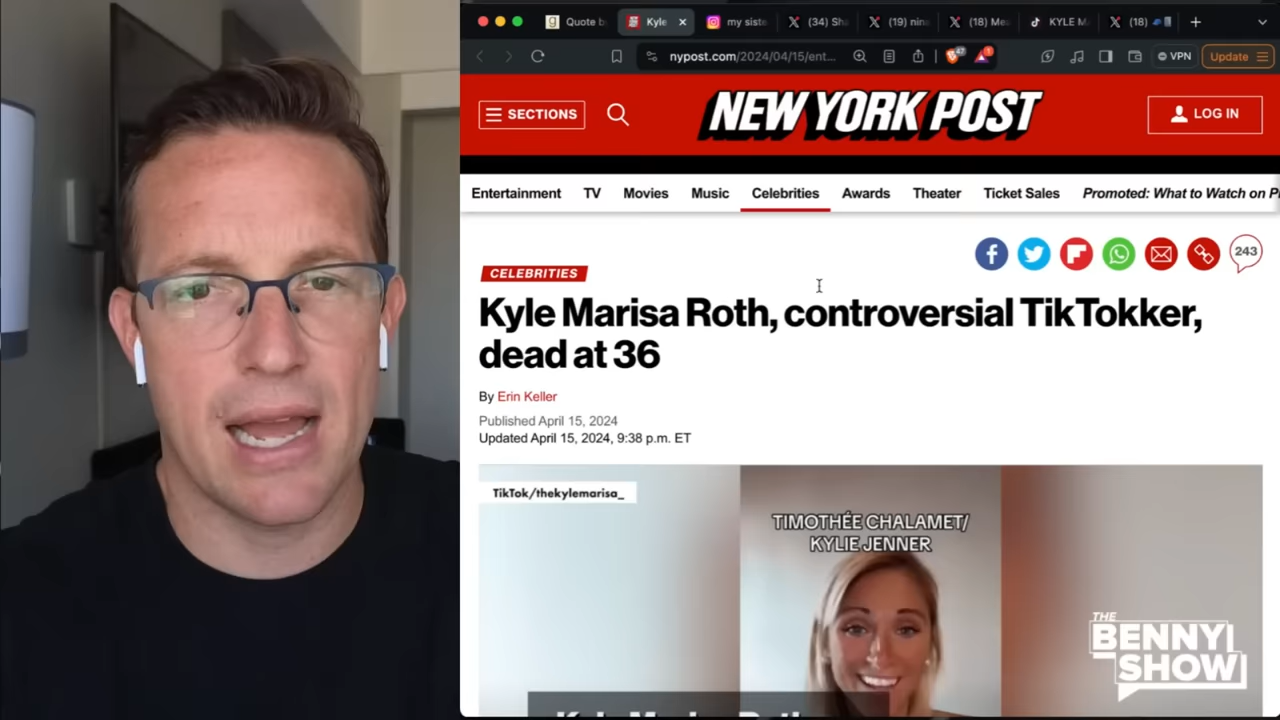 Quote b
Kyle
my siste
(34) Sh
(19) nin
(18) Me
KYLE M
(18)
nypost.com/2024/04/15/ent...
VPN
Update
SECTIONS
NEW YORK POST
LOG IN
Entertainment TV Movies Music Celebrities Awards Theater Ticket Sales Promoted: What to Watch on P
243
CELEBRITIES
Kyle Marisa Roth, controversial TikTokker,
dead at 36
By Erin Keller
Published April 15, 2024
Updated April 15, 2024, 9:38 p.m. ET
TikTok/thekylemarisa_
TIMOTHÉE CHALAMET/
KYLIE JENNER
THE
BENNY
SHOW